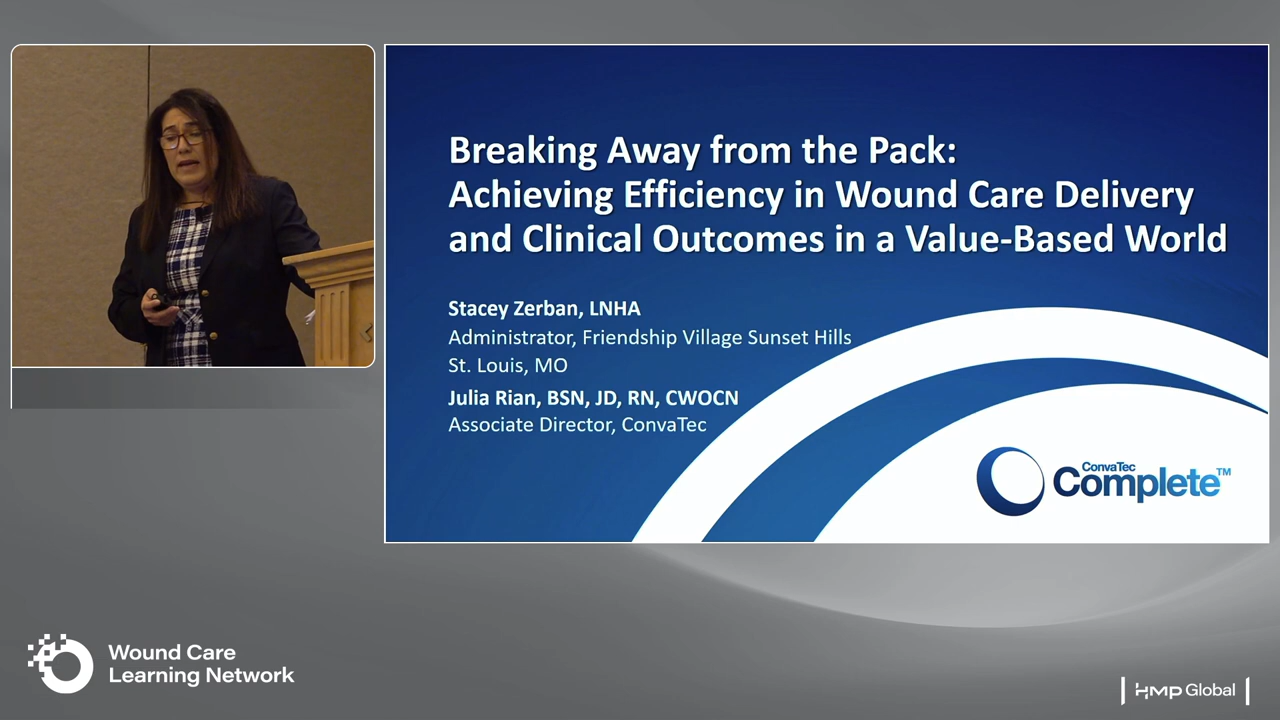 Breaking Away from the Pack:
Achieving Efficiency in Wound Care Delivery
and Clinical Outcomes in a Value-Based World
Stacey Zerban, LNHA
Administrator, Friendship Village Sunset Hills
St. Louis, MO
Julia Rian, BSN, JD, RN, CWOCN
Associate Director, ConvaTec
ConvaTec
Complete™
Wound Care
Learning Network
HMP Global